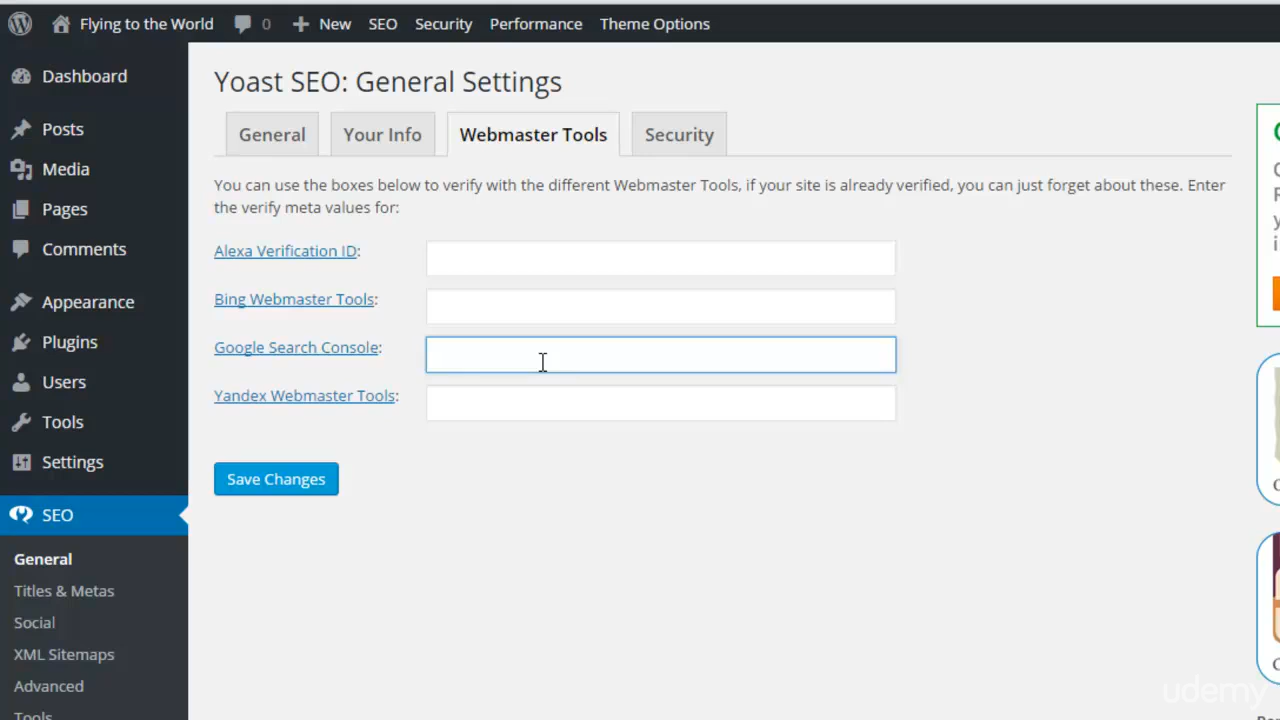 Flying to the World 0 New SEO Security Performance Theme Options
Dashboard
Posts
Media
Pages
Comments
Appearance
Plugins
Users
Tools
Settings
SEO
General
Titles & Metas
Social
XML Sitemaps
Advanced
Tools
Yoast SEO: General Settings
General Your Info Webmaster Tools Security
You can use the boxes below to verify with the different Webmaster Tools, if your site is already verified, you can just forget about these. Enter
the verify meta values for:
Alexa Verification ID:
Bing Webmaster Tools:
Google Search Console:
Yandex Webmaster Tools:
Save Changes
udemy